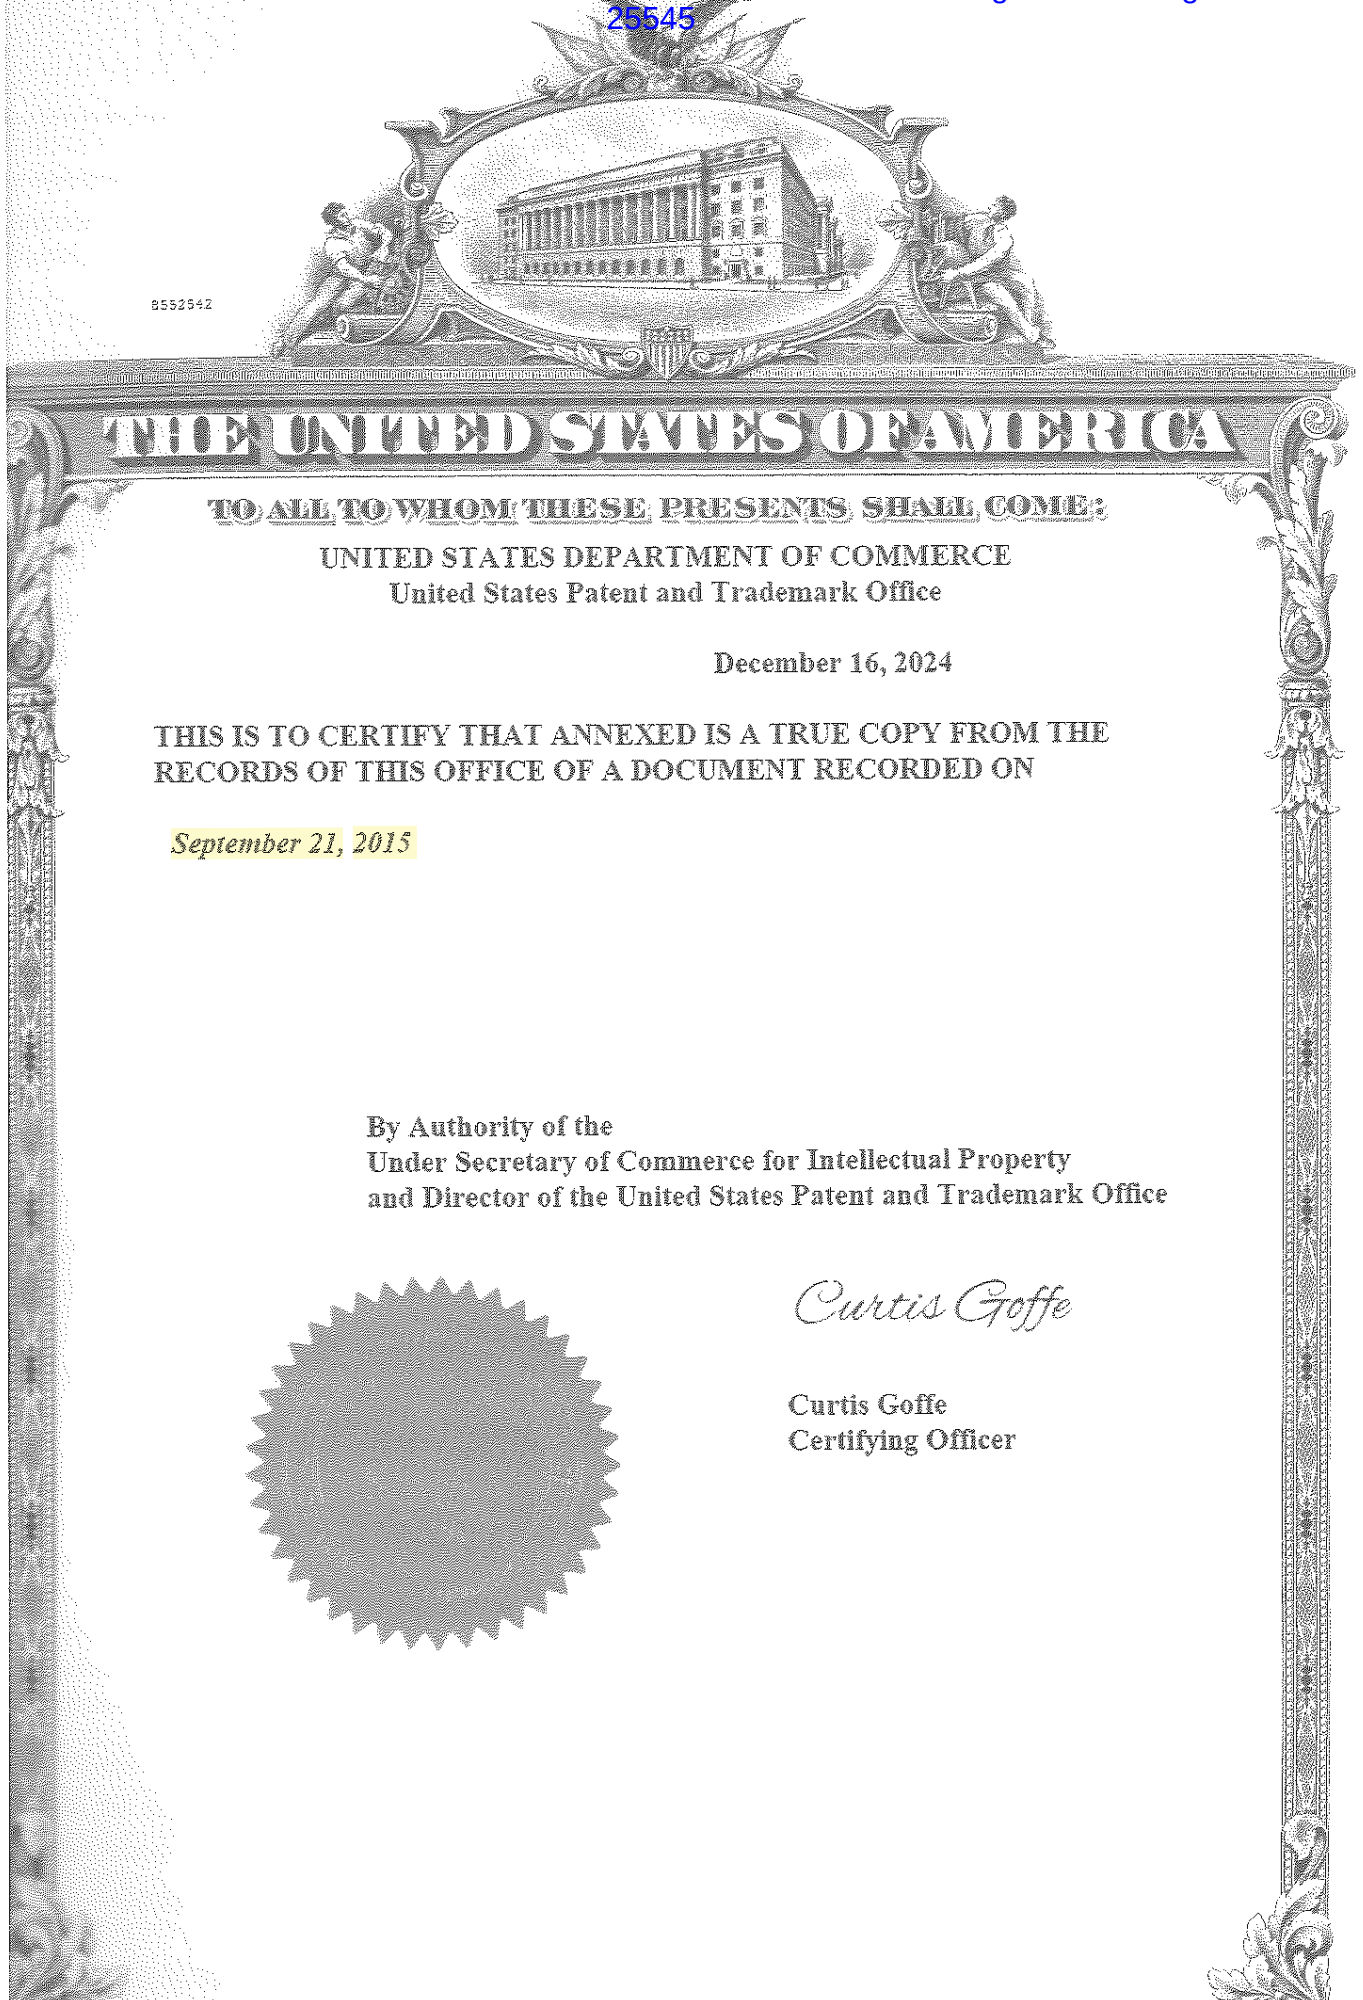 25545
8552542
THE UNITED STATES OF AMERICA
TO ALL TO WHOM THESE PRESENTS SHALL COME:
UNITED STATES DEPARTMENT OF COMMERCE
United States Patent and Trademark Office
December 16, 2024
THIS IS TO CERTIFY THAT ANNEXED IS A TRUE COPY FROM THE
RECORDS OF THIS OFFICE OF A DOCUMENT RECORDED ON
September 21, 2015
By Authority of the
Under Secretary of Commerce for Intellectual Property
and Director of the United States Patent and Trademark Office
Curtis Goffe
Curtis Goffe
Certifying Officer